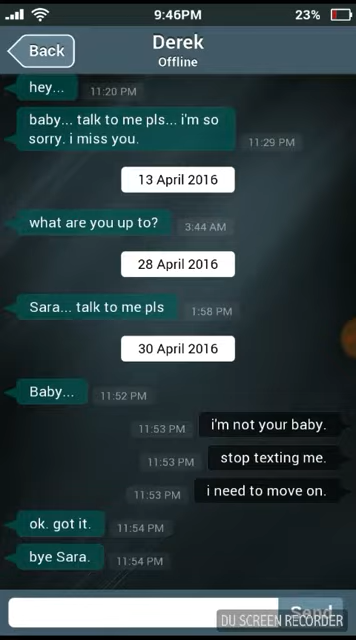 9:46PM
23%
Back
Derek
Offline
hey...
11:20 PM
baby... talk to me pls... i'm so
sorry. i miss you.
11:29 PM
13 April 2016
what are you up to?
3:44 AM
28 April 2016
Sara... talk to me pls
1:58 PM
30 April 2016
Baby...
11:52 PM
11:53 PM
i'm not your baby.
11:53 PM
stop texting me.
11:53 PM
i need to move on.
ok. got it.
11:54 PM
bye Sara.
11:54 PM
Send
DU SCREEN RECORDER